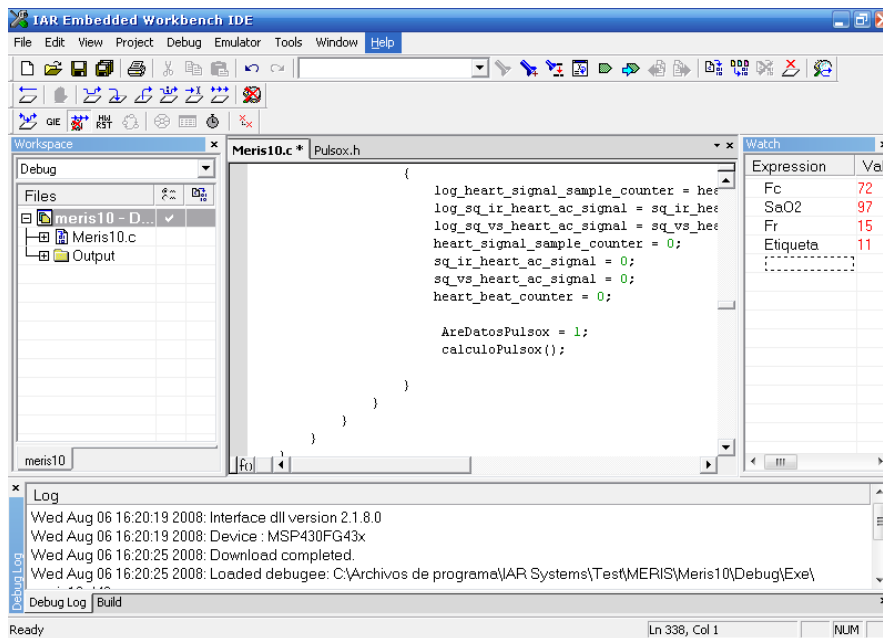 IAR Embedded Workbench IDE
File Edit View Project Debug Emulator Tools Window Help
GIE HW RST
Workspace
Debug
Files
meris10 - D...
Meris10.c
Output
meris10
Meris10.c * Pulsox.h
{
log_heart_signal_sample_counter = hea
log_sq_ir_heart_ac_signal = sq_ir_hea
log_sq_vs_heart_ac_signal = sq_vs_hea
heart_signal_sample_counter = 0;
sq_ir_heart_ac_signal = 0;
sq_vs_heart_ac_signal = 0;
heart_beat_counter = 0;
AreDatosPulsox = 1;
calculoPulsox();
}
}
}
}
f()
Watch
Expression Val
Fc 72
SaO2 97
Fr 15
Etiqueta 11
Log
Wed Aug 06 16:20:19 2008: Interface dll version 2.1.8.0
Wed Aug 06 16:20:19 2008: Device : MSP430FG43x
Wed Aug 06 16:20:25 2008: Download completed.
Wed Aug 06 16:20:25 2008: Loaded debugee: C:\Archivos de programa\IAR Systems\Test\MERIS\Meris10\Debug\Exe\
Debug Log
Debug Log Build
Ready Ln 338, Col 1 NUM